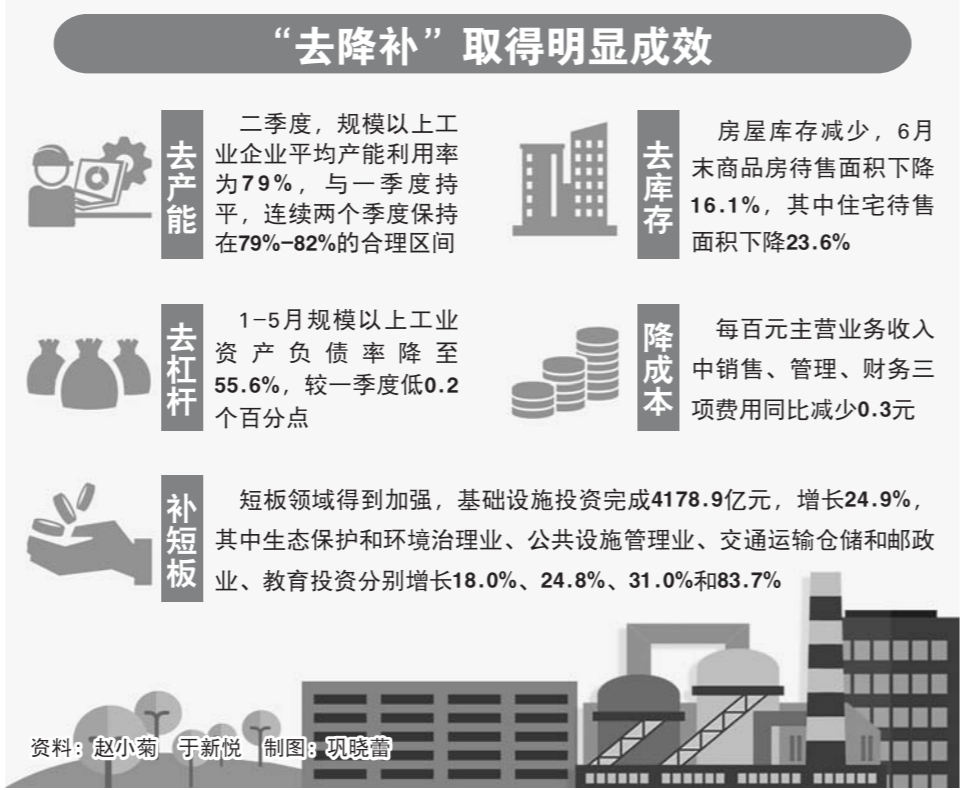 “去降补”取得明显成效
去产能
二季度，规模以上工
业企业平均产能利用率
为79%，与一季度持
平，连续两个季度保持
在79%-82%的合理区间
去库存
房屋库存减少，6月
末商品房待售面积下降
16.1%，其中住宅待售
面积下降23.6%
去杠杆
1-5月规模以上工业
资产负债率降至
55.6%，较一季度低0.2
个百分点
降成本
每百元主营业务收入
中销售、管理、财务三
项费用同比减少0.3元
补短板
短板领域得到加强，基础设施投资完成4178.9亿元，增长24.9%，
其中生态保护和环境治理业、公共设施管理业、交通运输仓储和邮政
业、教育投资分别增长18.0%、24.8%、31.0%和83.7%
资料：赵小菊 于新悦 制图：巩晓蕾